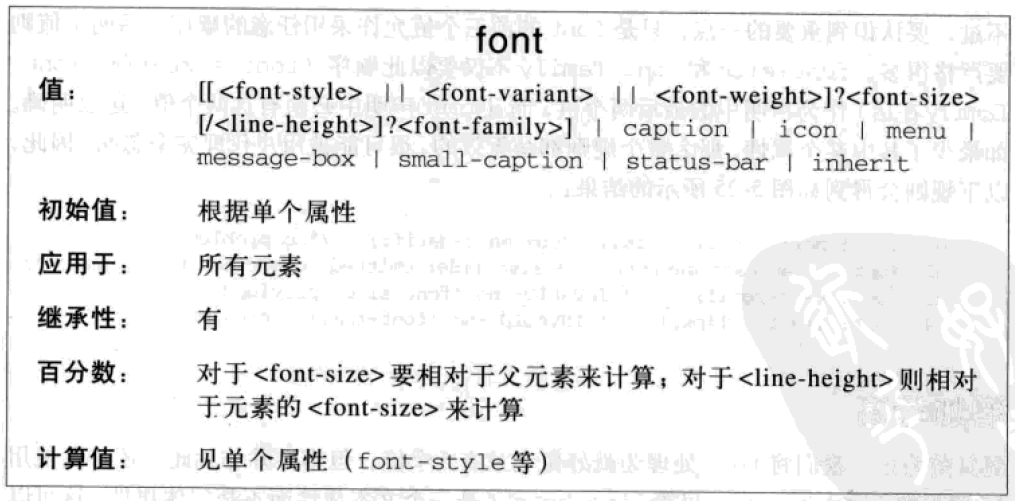 font
值： [[ <font-style> || <font-variant> || <font-weight>]?<font-size>
[/<line-height>]?<font-family>] | caption | icon | menu |
message-box | small-caption | status-bar | inherit
初始值： 根据单个属性
应用于： 所有元素
继承性： 有
百分数： 对于<font-size>要相对于父元素来计算；对于<line-height>则相对
于元素的<font-size>来计算
计算值： 见单个属性（font-style等）